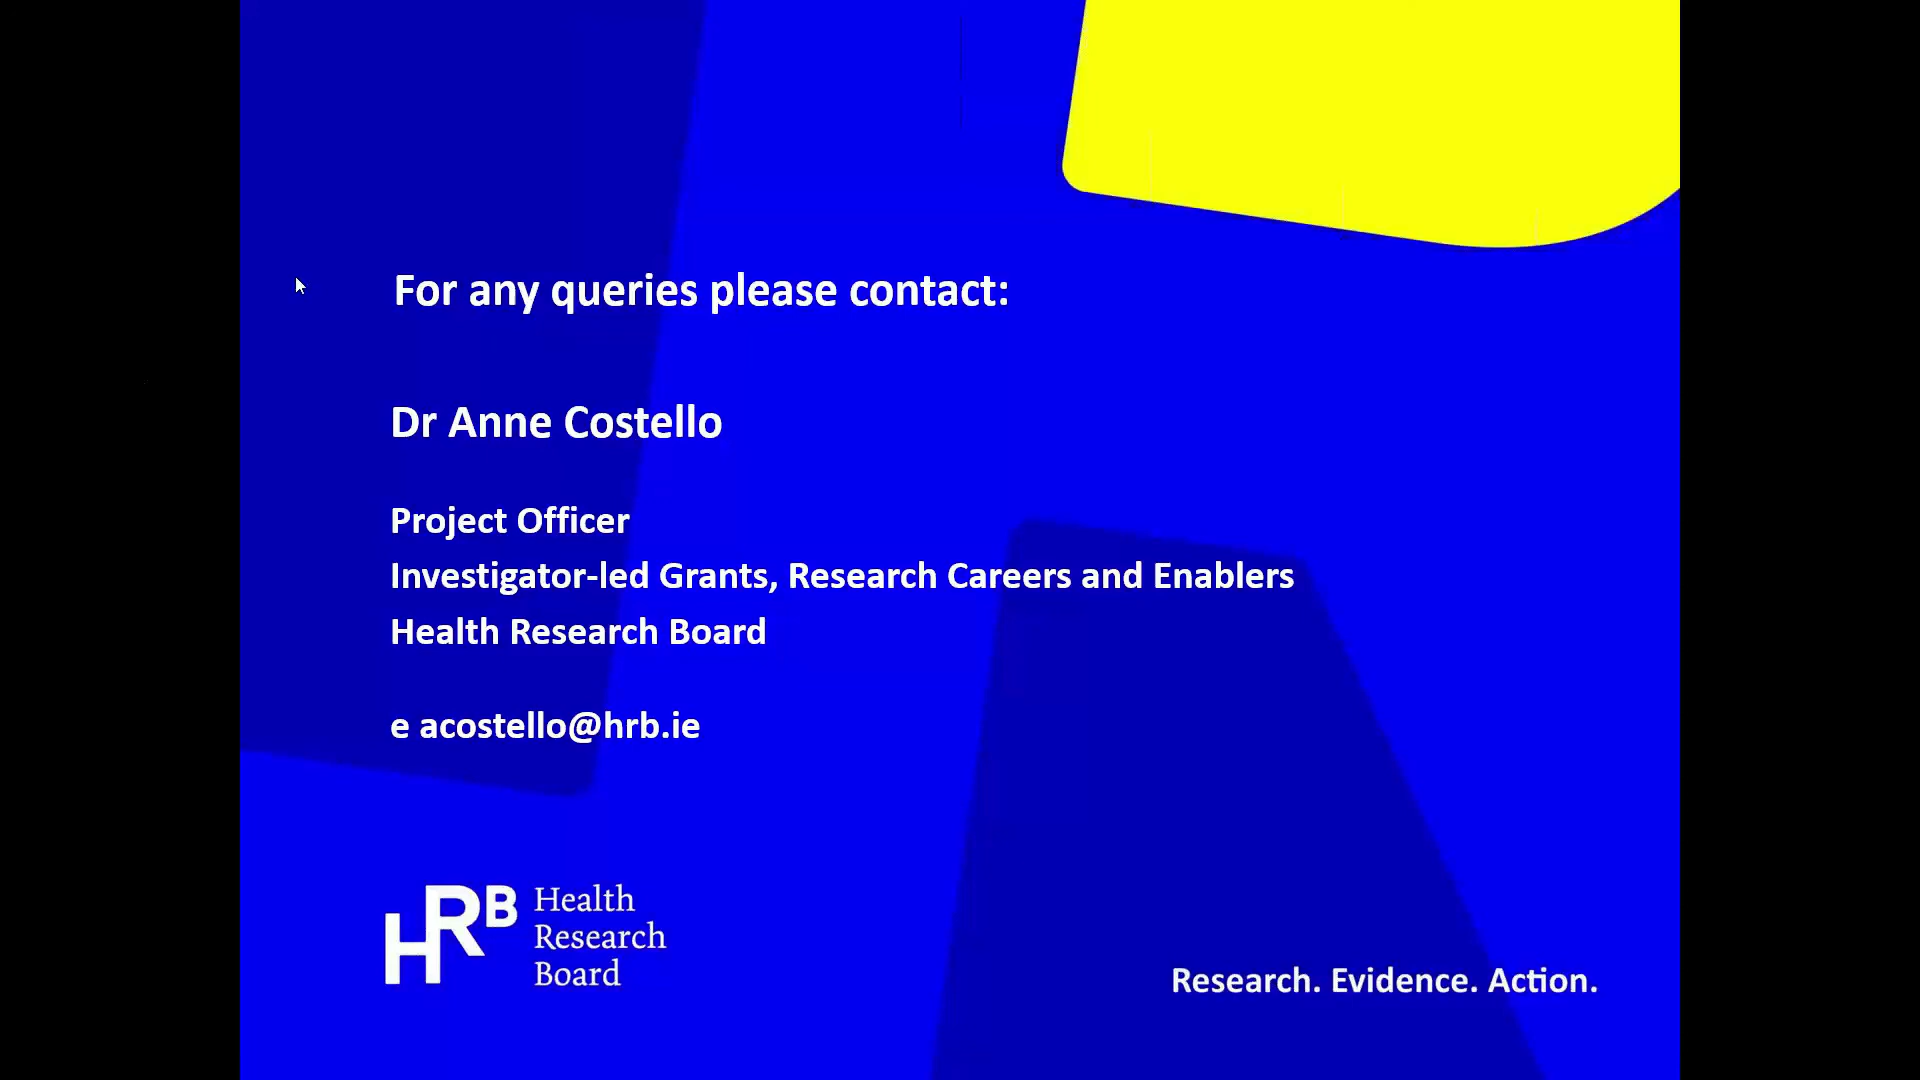 For any queries please contact:
Dr Anne Costello
Project Officer
Investigator-led Grants, Research Careers and Enablers
Health Research Board
e acostello@hrb.ie
HRB
Health
Research
Board
Research. Evidence. Action.